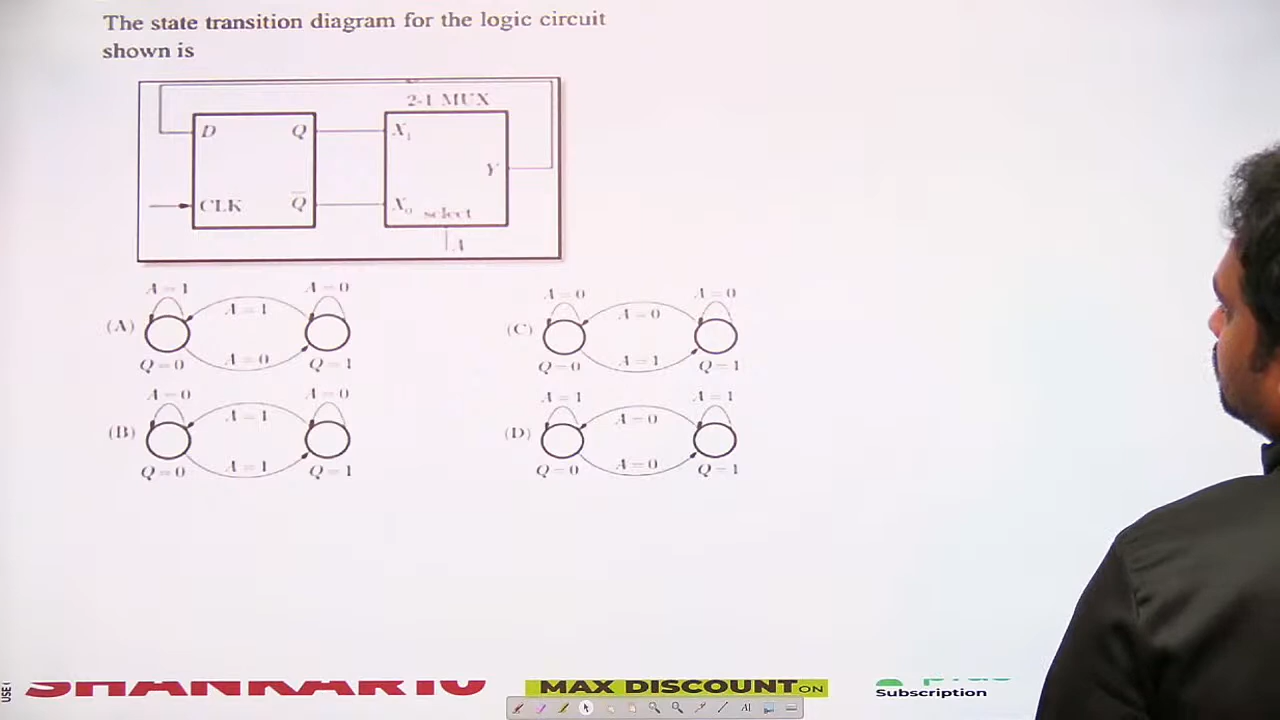 The state transition diagram for the logic circuit
shown is
2-1 MUX
D Q X₁
Y
CLK Q̅ X₀ select
A
A = 1 A = 0
(A) A = 1
A = 0
Q = 0 Q = 1
A = 0 A = 0
(C) A = 0
A = 1
Q = 0 Q = 1
A = 0 A = 0
(B) A = 1
A = 1
Q = 0 Q = 1
A = 1 A = 1
(D) A = 0
A = 0
Q = 0 Q = 1
SHANKAR10
MAX DISCOUNT ON
Subscription